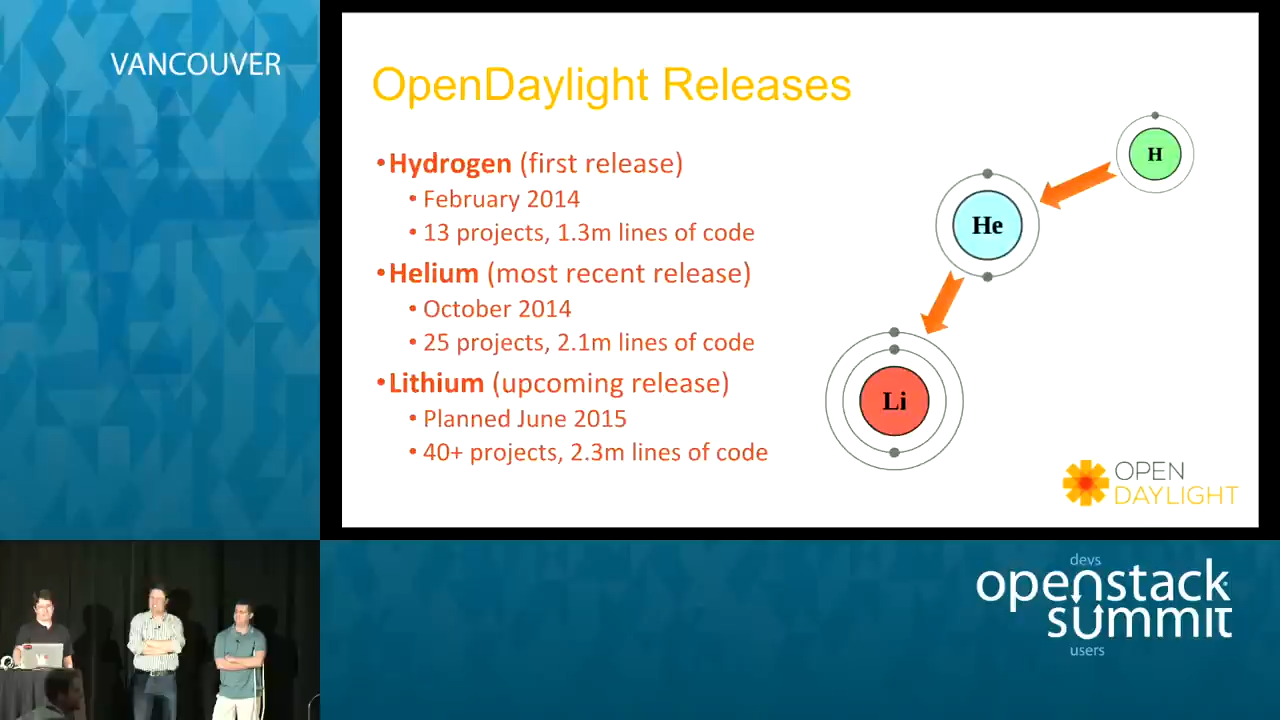 VANCOUVER
OpenDaylight Releases
•Hydrogen (first release)
• February 2014
• 13 projects, 1.3m lines of code
•Helium (most recent release)
• October 2014
• 25 projects, 2.1m lines of code
•Lithium (upcoming release)
• Planned June 2015
• 40+ projects, 2.3m lines of code
H
He
Li
OPEN
DAYLIGHT
devs
openstack
summit
users